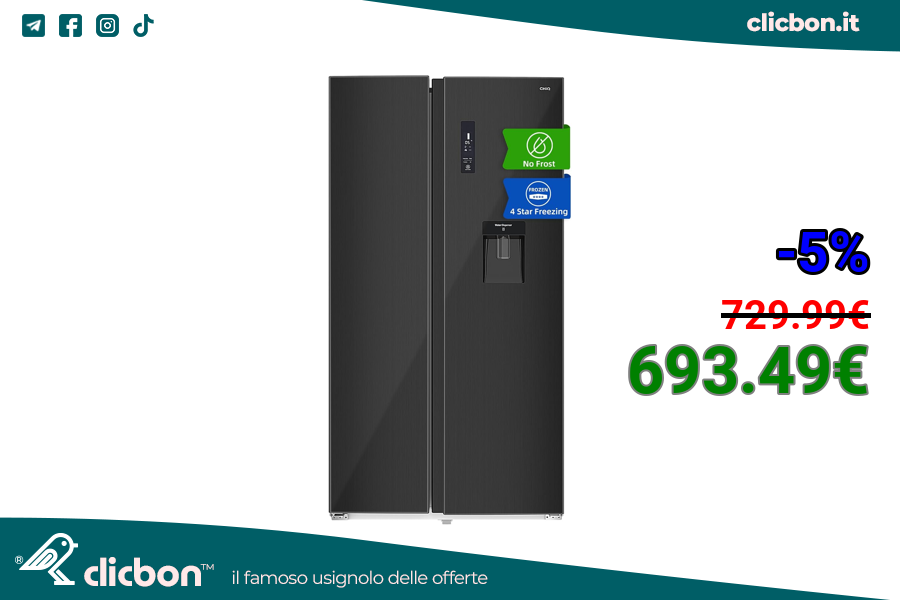 clicbon.it
CHiQ
No Frost
FROZEN
4 Star Freezing
-5%
729.99€
693.49€
® clicbon™
il famoso usignolo delle offerte